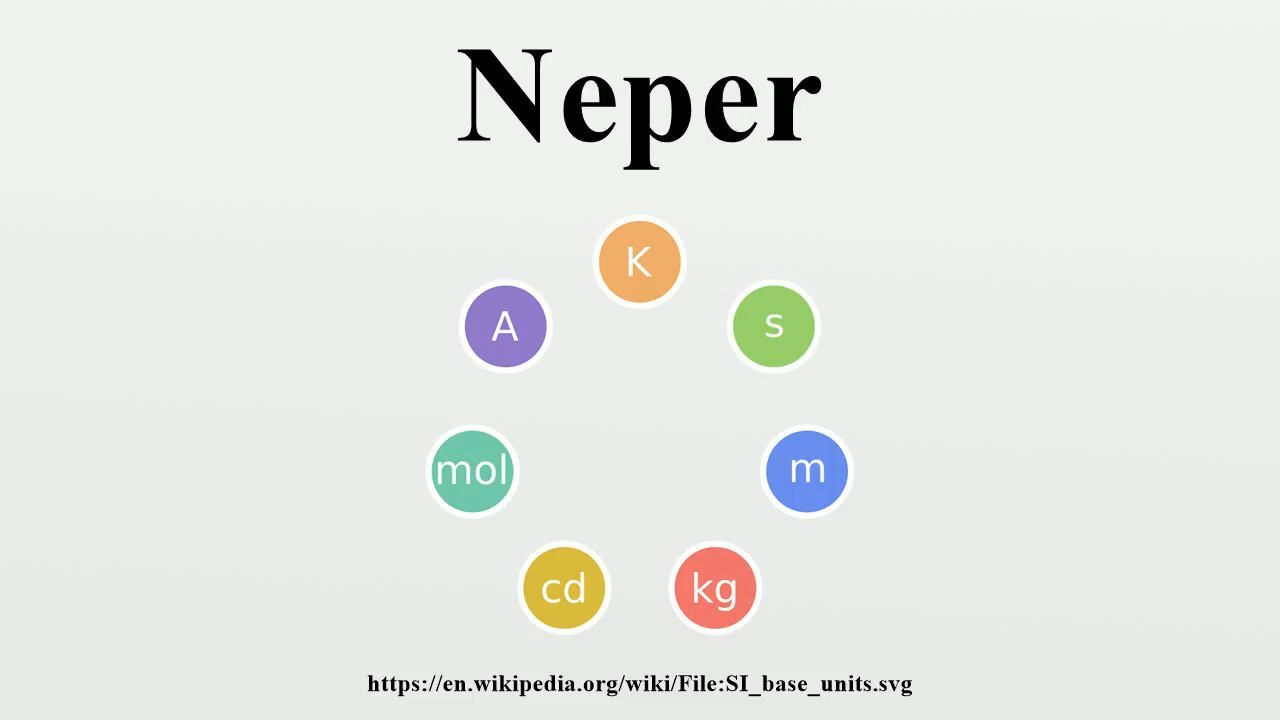 Neper
K
A
s
mol
m
cd
kg
https://en.wikipedia.org/wiki/File:SI_base_units.svg